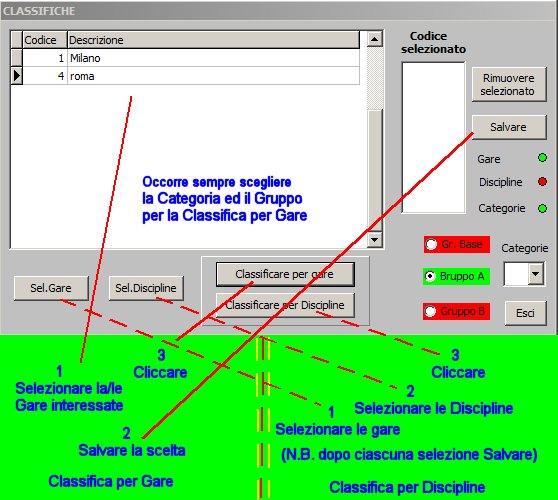 CLASSIFICHE
Codice Descrizione
1 Milano
4 roma
Codice
selezionato
Rimuovere
selezionato
Salvare
Gare
Discipline
Categorie
Occorre sempre scegliere
la Categoria ed il Gruppo
per la Classifica per Gare
Gr. Base
Bruppo A
Gruppo B
Categorie
Esci
Sel.Gare
Sel.Discipline
Classificare per gare
Classificare per Discipline
1
Selezionare la/le
Gare interessate
3
Cliccare
2
Salvare la scelta
Classifica per Gare
3
Cliccare
2
Selezionare le Discipline
1
Selezionare le gare
(N.B. dopo ciascuna selezione Salvare)
Classifica per Discipline